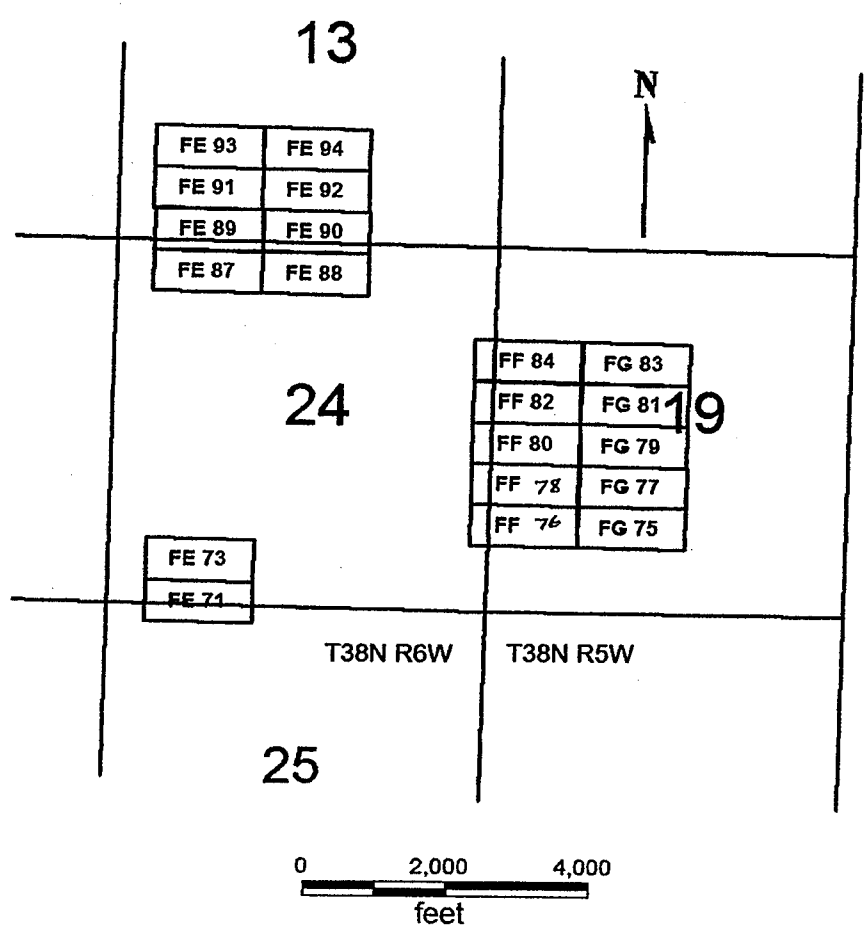 13
N
FE 93 FE 94
FE 91 FE 92
FE 89 FE 90
FE 87 FE 88
24
FF 84 FG 83
FF 82 FG 81 19
FF 80 FG 79
FF 78 FG 77
FF 76 FG 75
FE 73
FE 71
T38N R6W T38N R5W
25
0 2,000 4,000
feet